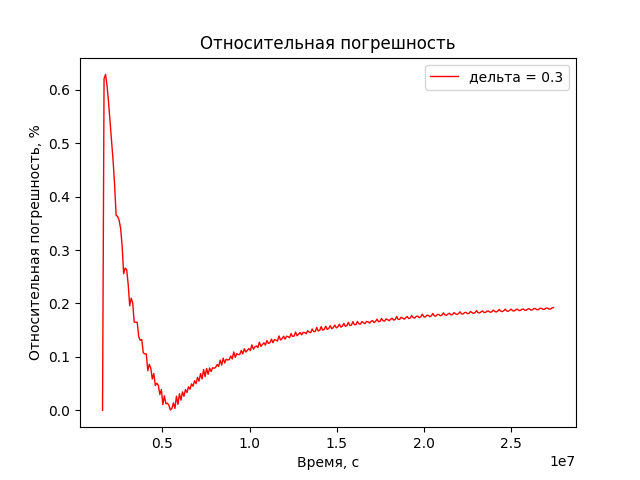 Относительная погрешность
дельта = 0.3
Относительная погрешность, %
0.6
0.5
0.4
0.3
0.2
0.1
0.0
0.5 1.0 1.5 2.0 2.5
1e7
Время, с